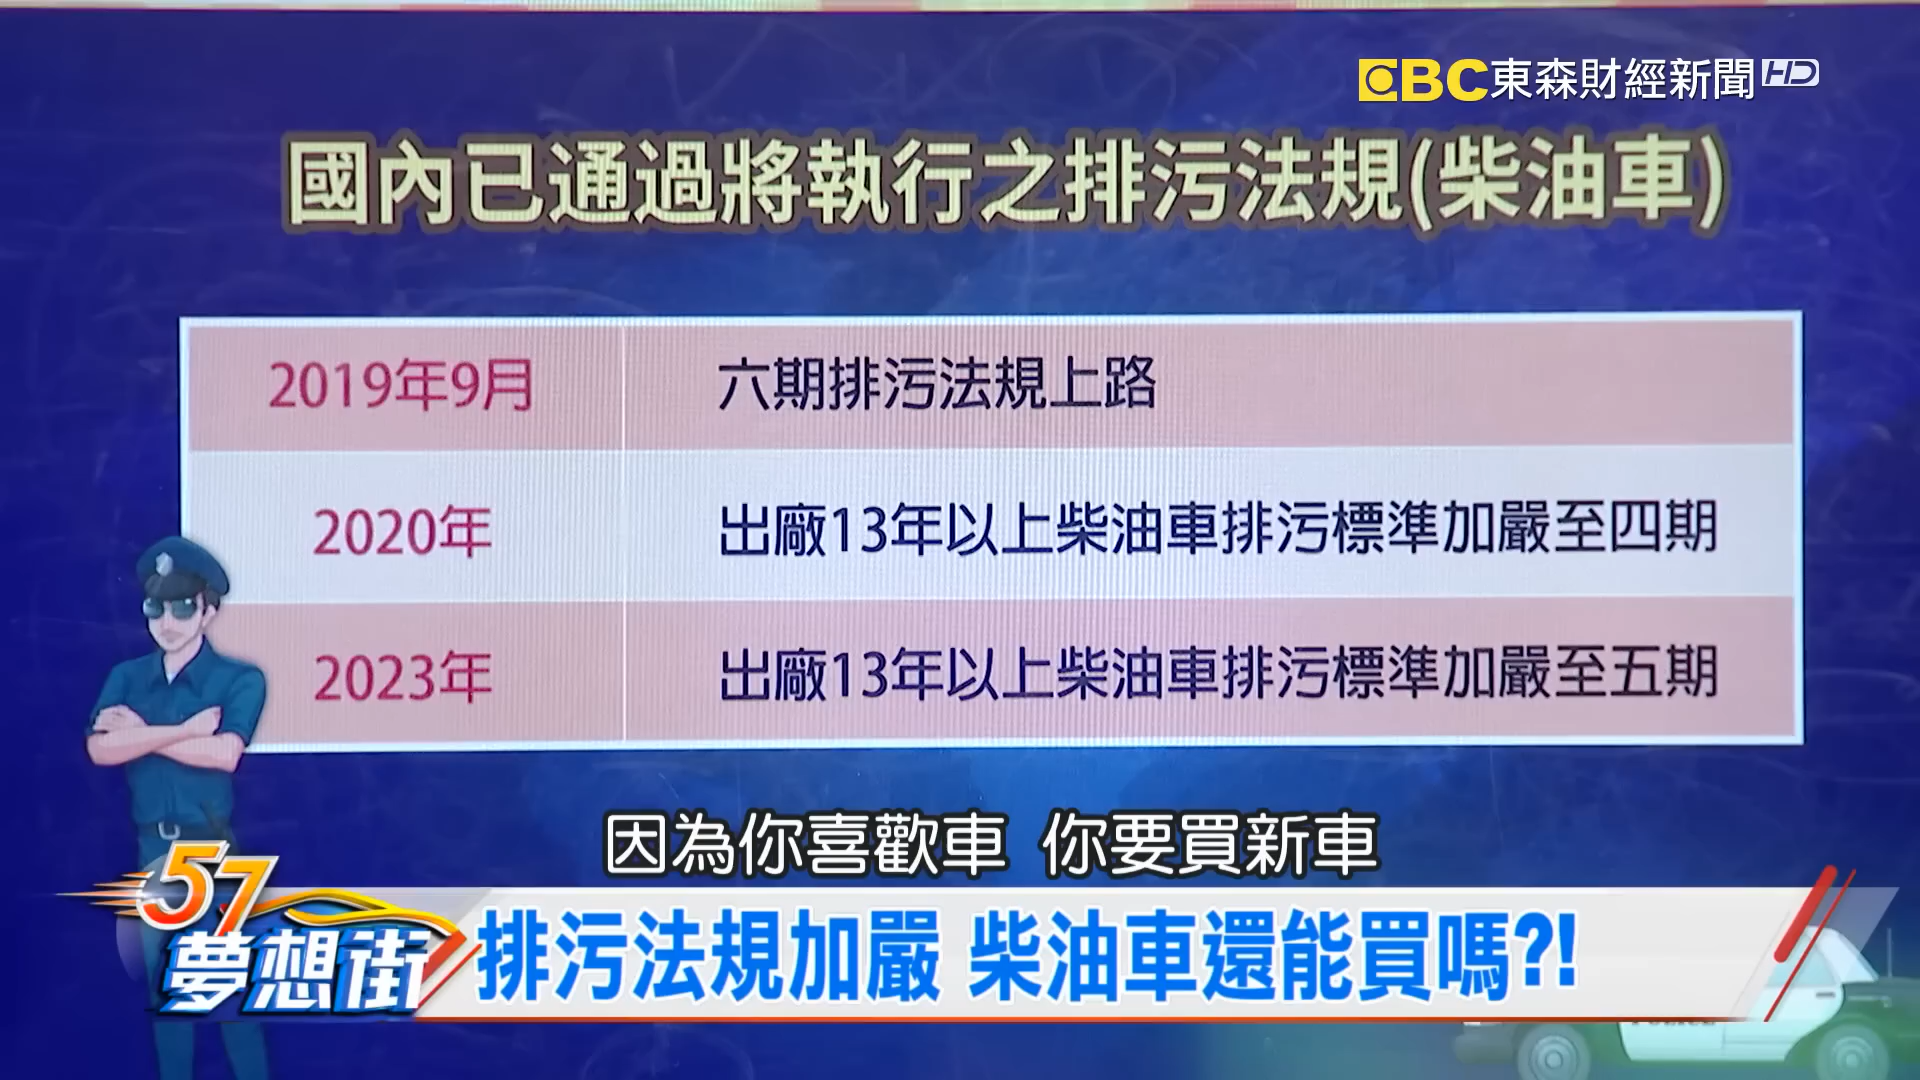 EBC東森財經新聞HD
國內已通過將執行之排污法規(柴油車)
2019年9月 六期排污法規上路
2020年 出廠13年以上柴油車排污標準加嚴至四期
2023年 出廠13年以上柴油車排污標準加嚴至五期
因為你喜歡車 你要買新車
57夢想街
排污法規加嚴 柴油車還能買嗎?!
POLICE